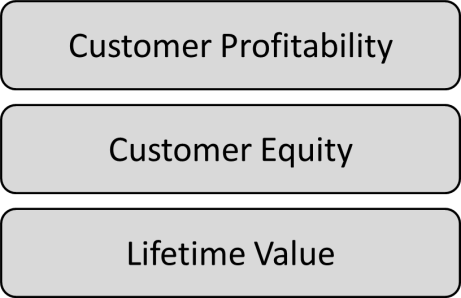 Customer Profitability
Customer Equity
Lifetime Value